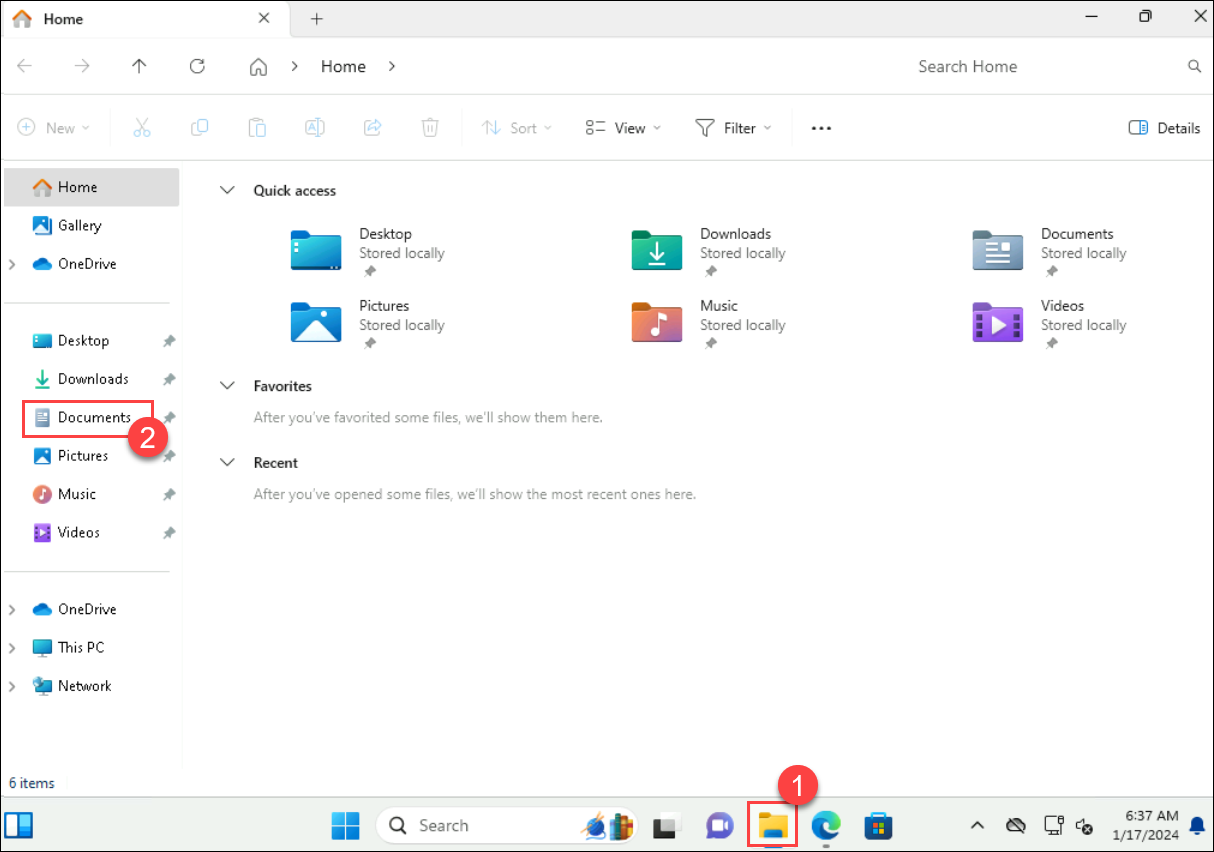 Home
Home
Search Home
New
Sort
View
Filter
Details
Home
Gallery
OneDrive
Desktop
Downloads
Documents
2
Pictures
Music
Videos
OneDrive
This PC
Network
Quick access
Desktop
Stored locally
Downloads
Stored locally
Documents
Stored locally
Pictures
Stored locally
Music
Stored locally
Videos
Stored locally
Favorites
After you've favorited some files, we'll show them here.
Recent
After you've opened some files, we'll show the most recent ones here.
6 items
1
Search
6:37 AM
1/17/2024